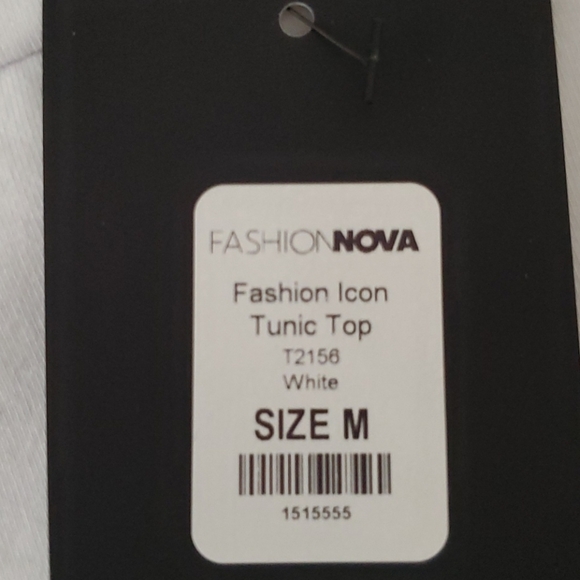 FASHIONNOVA
Fashion Icon
Tunic Top
T2156
White
SIZE M
1515555